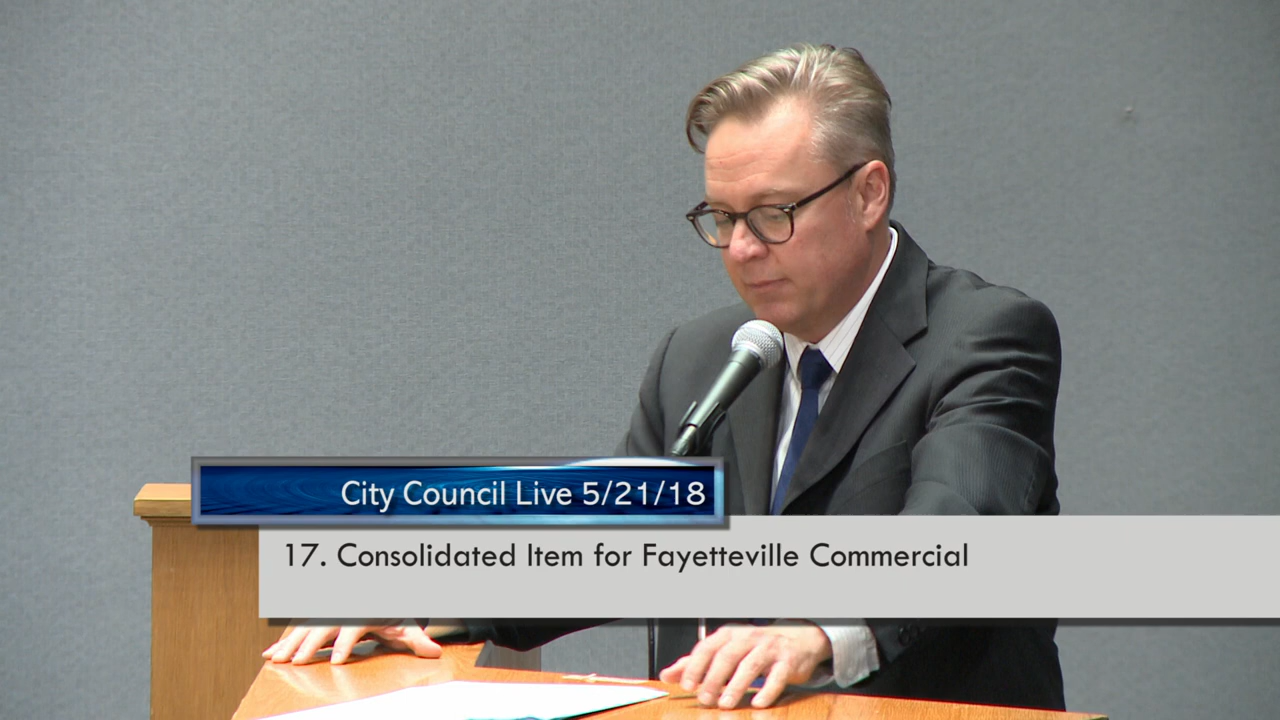 City Council Live 5/21/18
17. Consolidated Item for Fayetteville Commercial